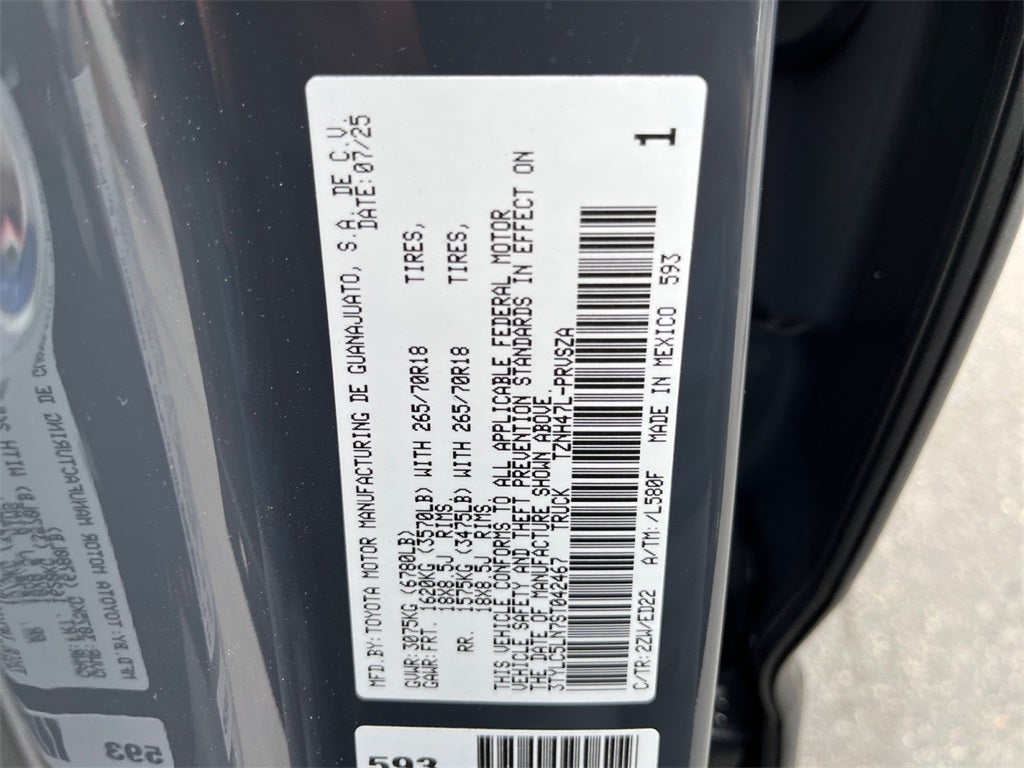 MFD.BY:TOYOTA MOTOR MANUFACTURING DE GUANAJUATO, S.A. DE C.V.
DATE:07/25
GVWR:3075KG (6780LB)
GAWR:FRT. 1620KG (3570LB) WITH 265/70R18 TIRES,
18X8.5J RIMS
RR. 1575KG (3475LB) WITH 265/70R18 TIRES,
18X8.5J RIMS.
THIS VEHICLE CONFORMS TO ALL APPLICABLE FEDERAL MOTOR
VEHICLE SAFETY AND THEFT PREVENTION STANDARDS IN EFFECT ON
THE DATE OF MANUFACTURE SHOWN ABOVE.
3TYLC5LN7ST042467 TRUCK TZNH47L-PRVSZA
C/TR:2ZW/ED22 A/TM:/L580F MADE IN MEXICO 593
1
593